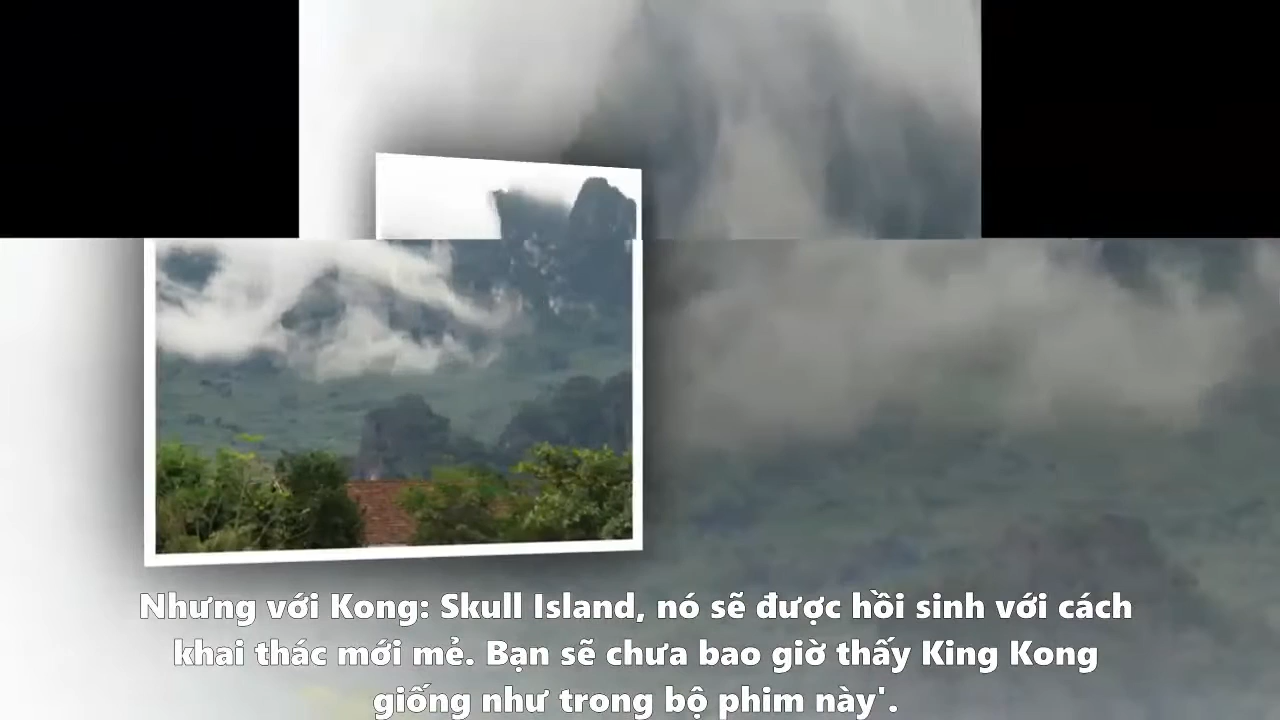 Nhưng với Kong: Skull Island, nó sẽ được hồi sinh với cách
khai thác mới mẻ. Bạn sẽ chưa bao giờ thấy King Kong
giống như trong bộ phim này'.